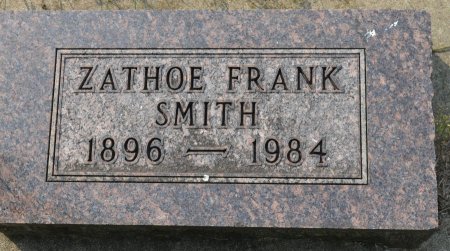 ZATHOE FRANK
SMITH
1896 — 1984